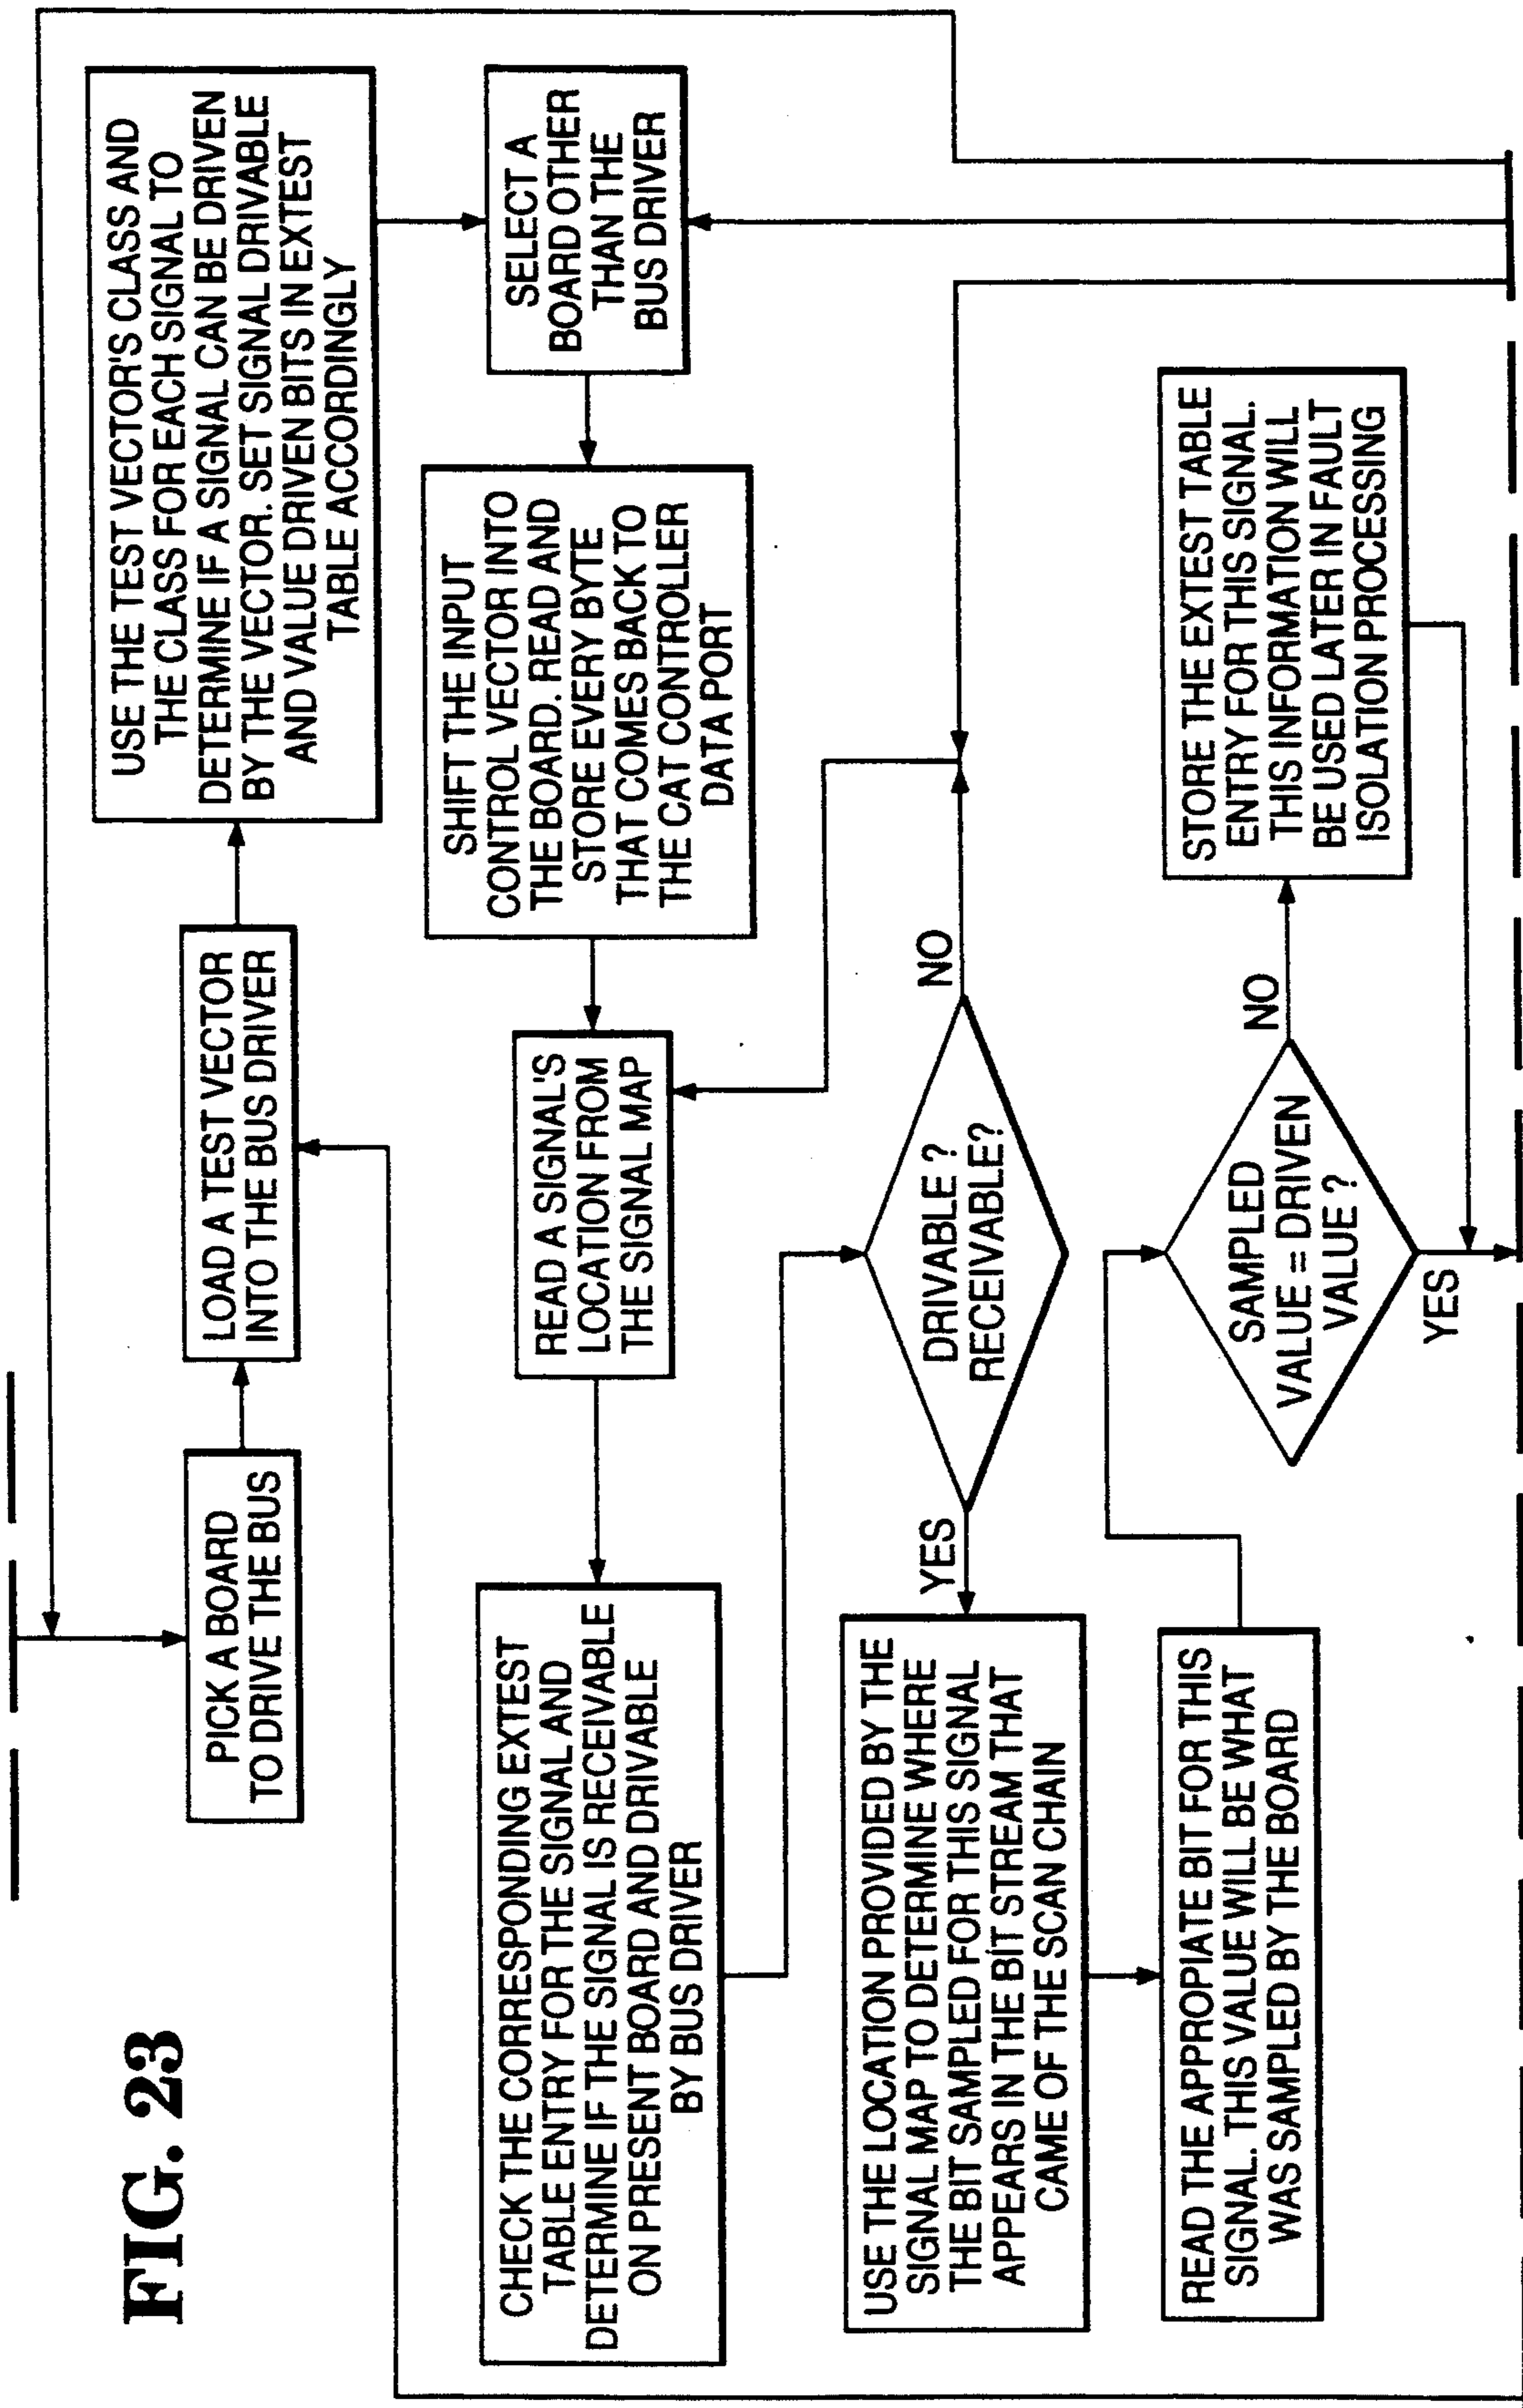 FIG. 23
PICK A BOARD
TO DRIVE THE BUS
LOAD A TEST VECTOR
INTO THE BUS DRIVER
USE THE TEST VECTOR'S CLASS AND
THE CLASS FOR EACH SIGNAL TO
DETERMINE IF A SIGNAL CAN BE DRIVEN
BY THE VECTOR. SET SIGNAL DRIVABLE
AND VALUE DRIVEN BITS IN EXTEST
TABLE ACCORDINGLY
SELECT A
BOARD OTHER
THAN THE
BUS DRIVER
SHIFT THE INPUT
CONTROL VECTOR INTO
THE BOARD. READ AND
STORE EVERY BYTE
THAT COMES BACK TO
THE CAT CONTROLLER
DATA PORT
READ A SIGNAL'S
LOCATION FROM
THE SIGNAL MAP
CHECK THE CORRESPONDING EXTEST
TABLE ENTRY FOR THE SIGNAL AND
DETERMINE IF THE SIGNAL IS RECEIVABLE
ON PRESENT BOARD AND DRIVABLE
BY BUS DRIVER
DRIVABLE ?
RECEIVABLE?
NO
YES
USE THE LOCATION PROVIDED BY THE
SIGNAL MAP TO DETERMINE WHERE
THE BIT SAMPLED FOR THIS SIGNAL
APPEARS IN THE BIT STREAM THAT
CAME OF THE SCAN CHAIN
READ THE APPROPIATE BIT FOR THIS
SIGNAL. THIS VALUE WILL BE WHAT
WAS SAMPLED BY THE BOARD
SAMPLED
VALUE = DRIVEN
VALUE ?
NO
YES
STORE THE EXTEST TABLE
ENTRY FOR THIS SIGNAL.
THIS INFORMATION WILL
BE USED LATER IN FAULT
ISOLATION PROCESSING